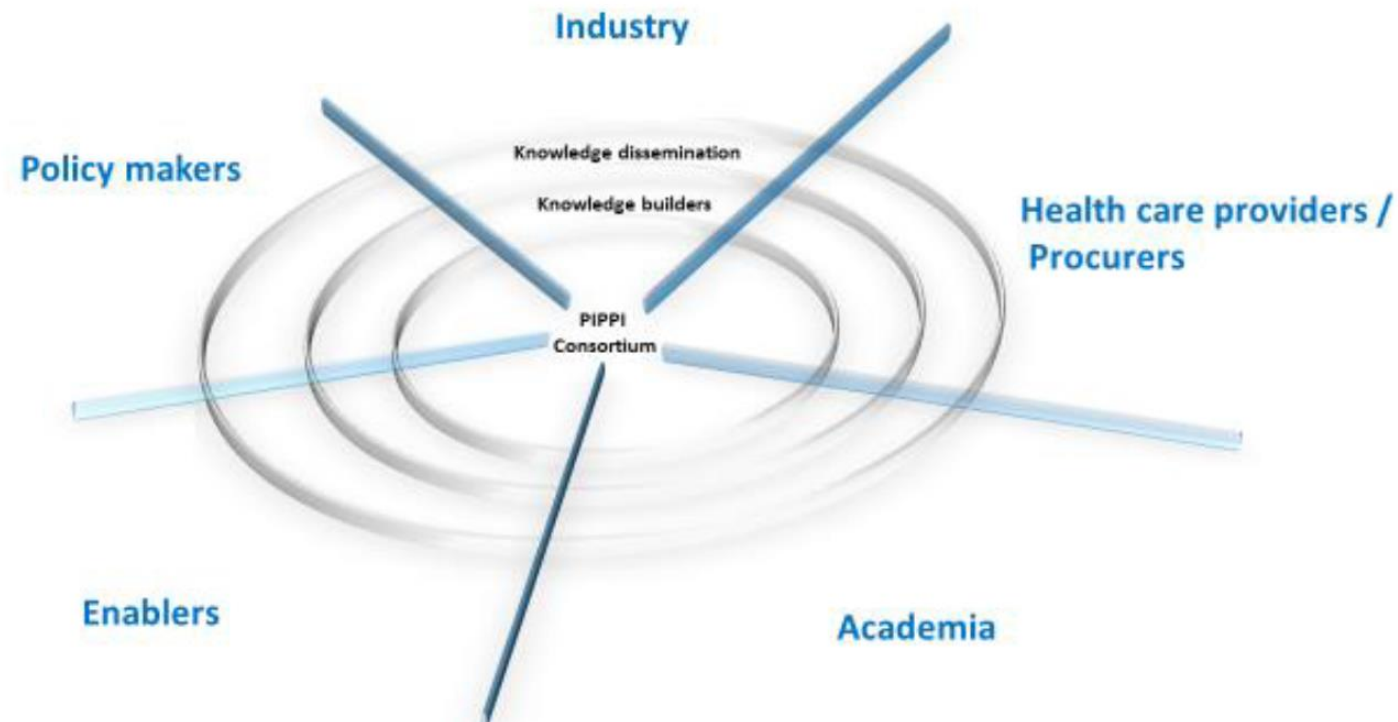 Industry
Knowledge dissemination
Policy makers
Knowledge builders
Health care providers /
Procurers
PIPPI
Consortium
Enablers
Academia